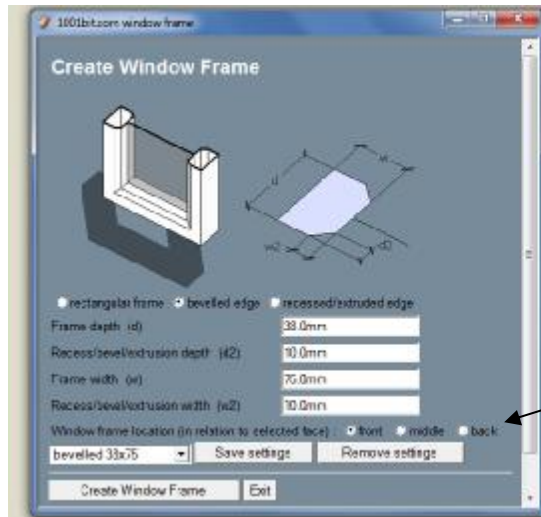 1001bit.com window frame
Create Window Frame
d
w
w2
d2
rectangular frame bevelled edge recessed/extruded edge
Frame depth (d) 38.0mm
Recess/bevel/extrusion depth (d2) 10.0mm
Frame width (w) 75.0mm
Recess/bevel/extrusion width (w2) 10.0mm
Window frame location (in relation to selected face) : front middle back
bevelled 38x75 Save settings Remove settings
Create Window Frame Exit